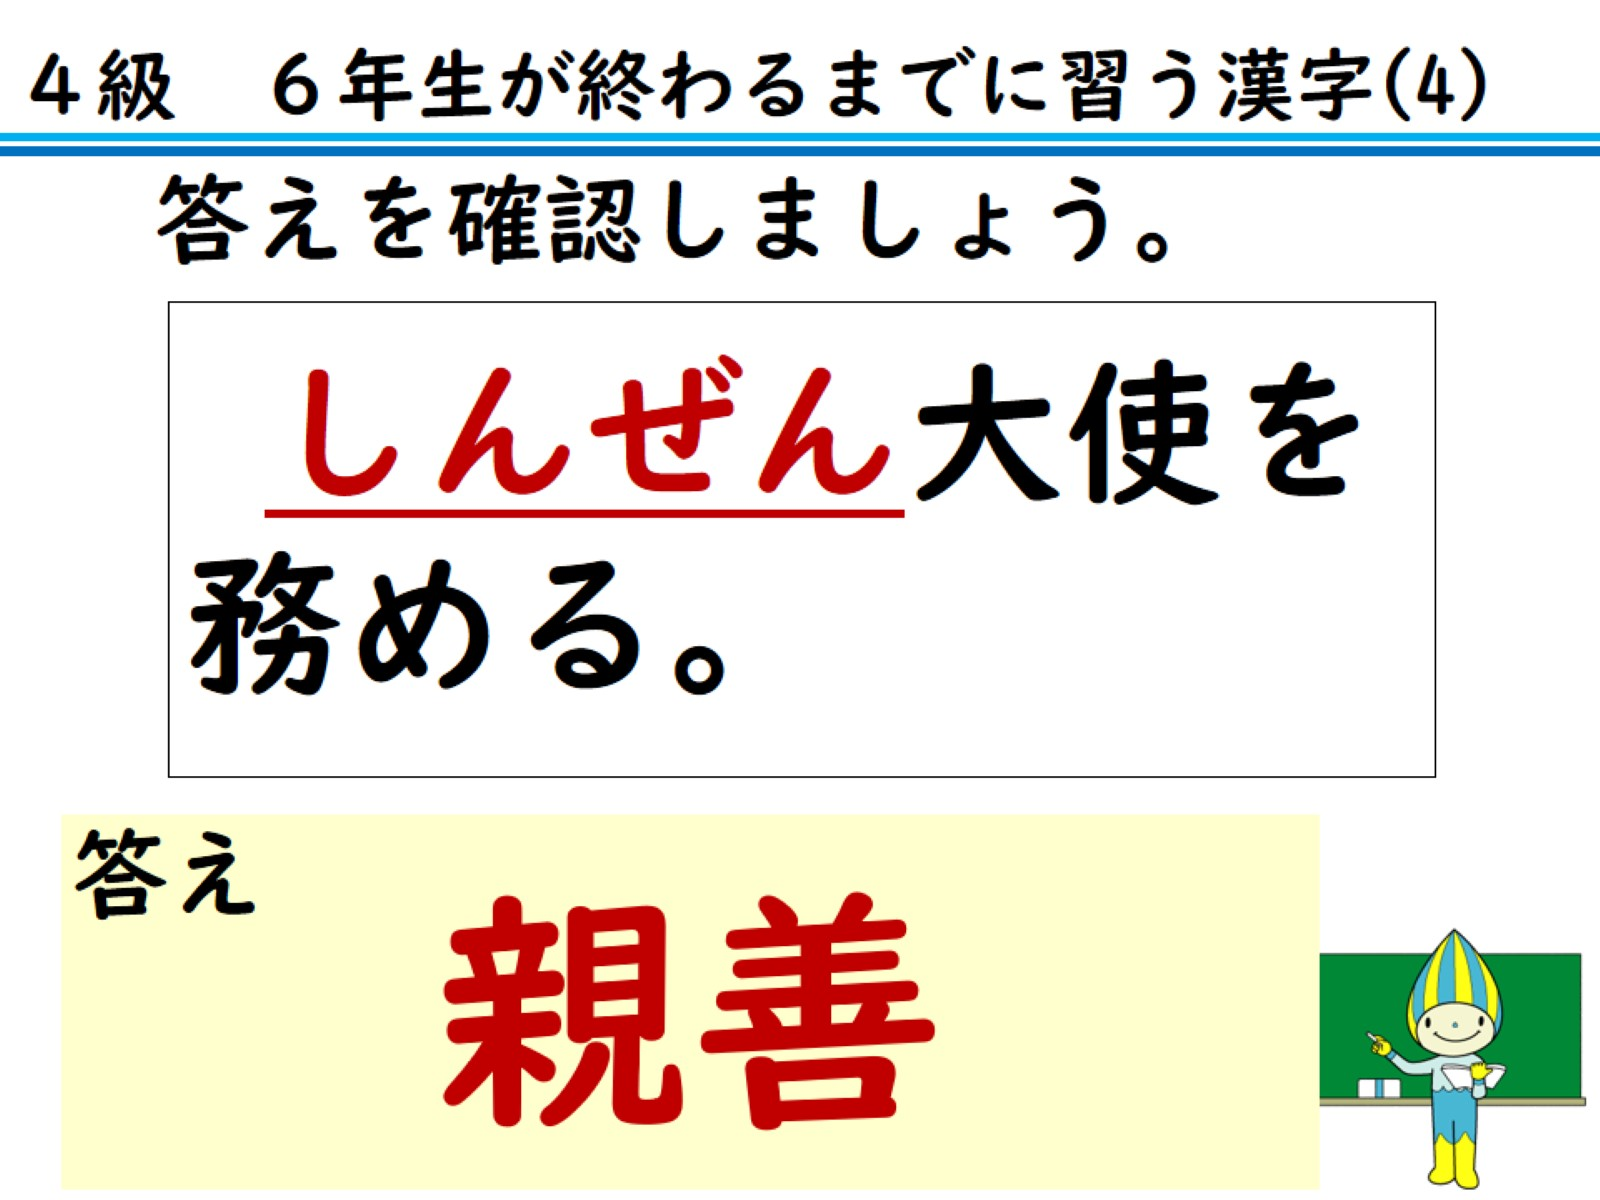 ４級　６年生が終わるまでに習う漢字(4)
答えを確認しましょう。
しんぜん大使を
務める。
答え
親善